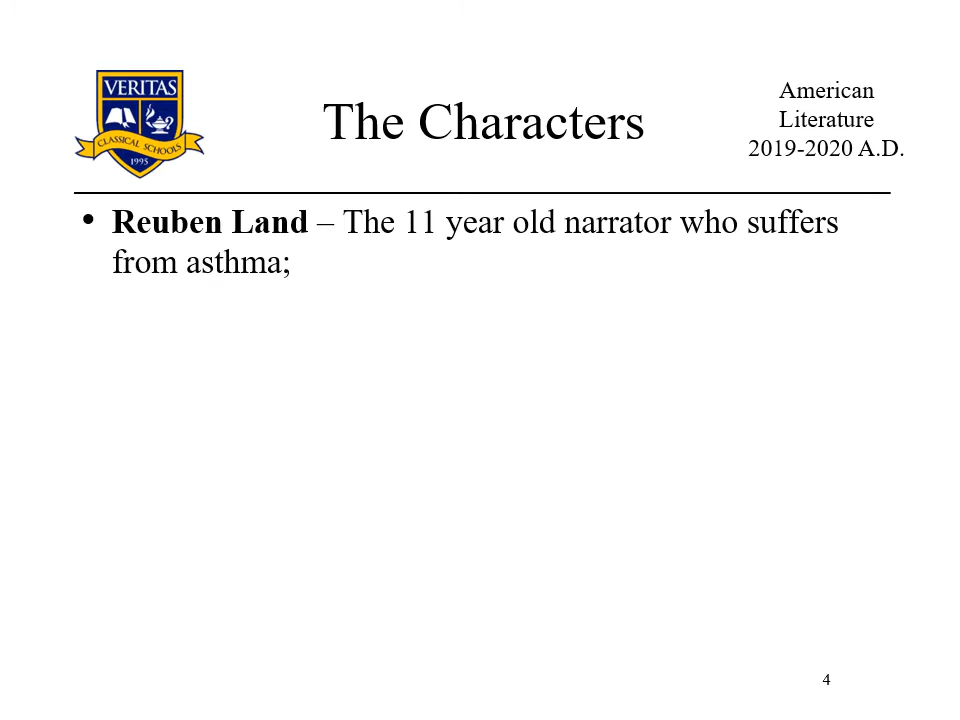 VERITAS
CLASSICAL SCHOOLS
1995
The Characters
American
Literature
2019-2020 A.D.
• Reuben Land – The 11 year old narrator who suffers
from asthma;
4